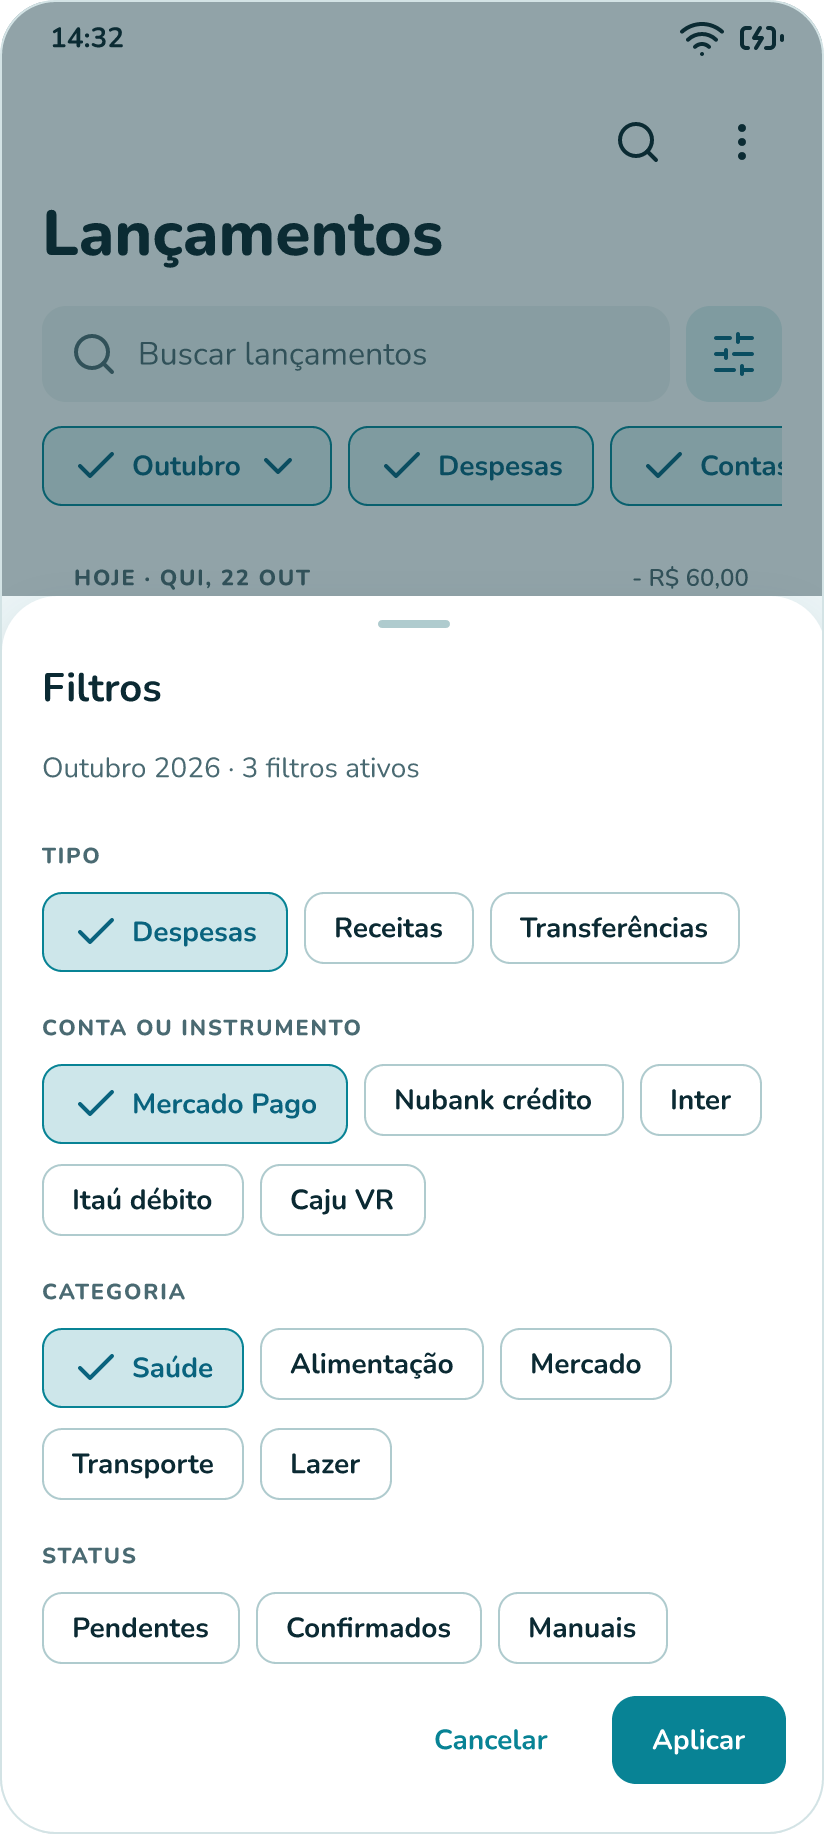 14:32
Lançamentos
Buscar lançamentos
Outubro Despesas Contas
HOJE · QUI, 22 OUT - R$ 60,00
Filtros
Outubro 2026 · 3 filtros ativos
TIPO
Despesas Receitas Transferências
CONTA OU INSTRUMENTO
Mercado Pago Nubank crédito Inter
Itaú débito Caju VR
CATEGORIA
Saúde Alimentação Mercado
Transporte Lazer
STATUS
Pendentes Confirmados Manuais
Cancelar Aplicar